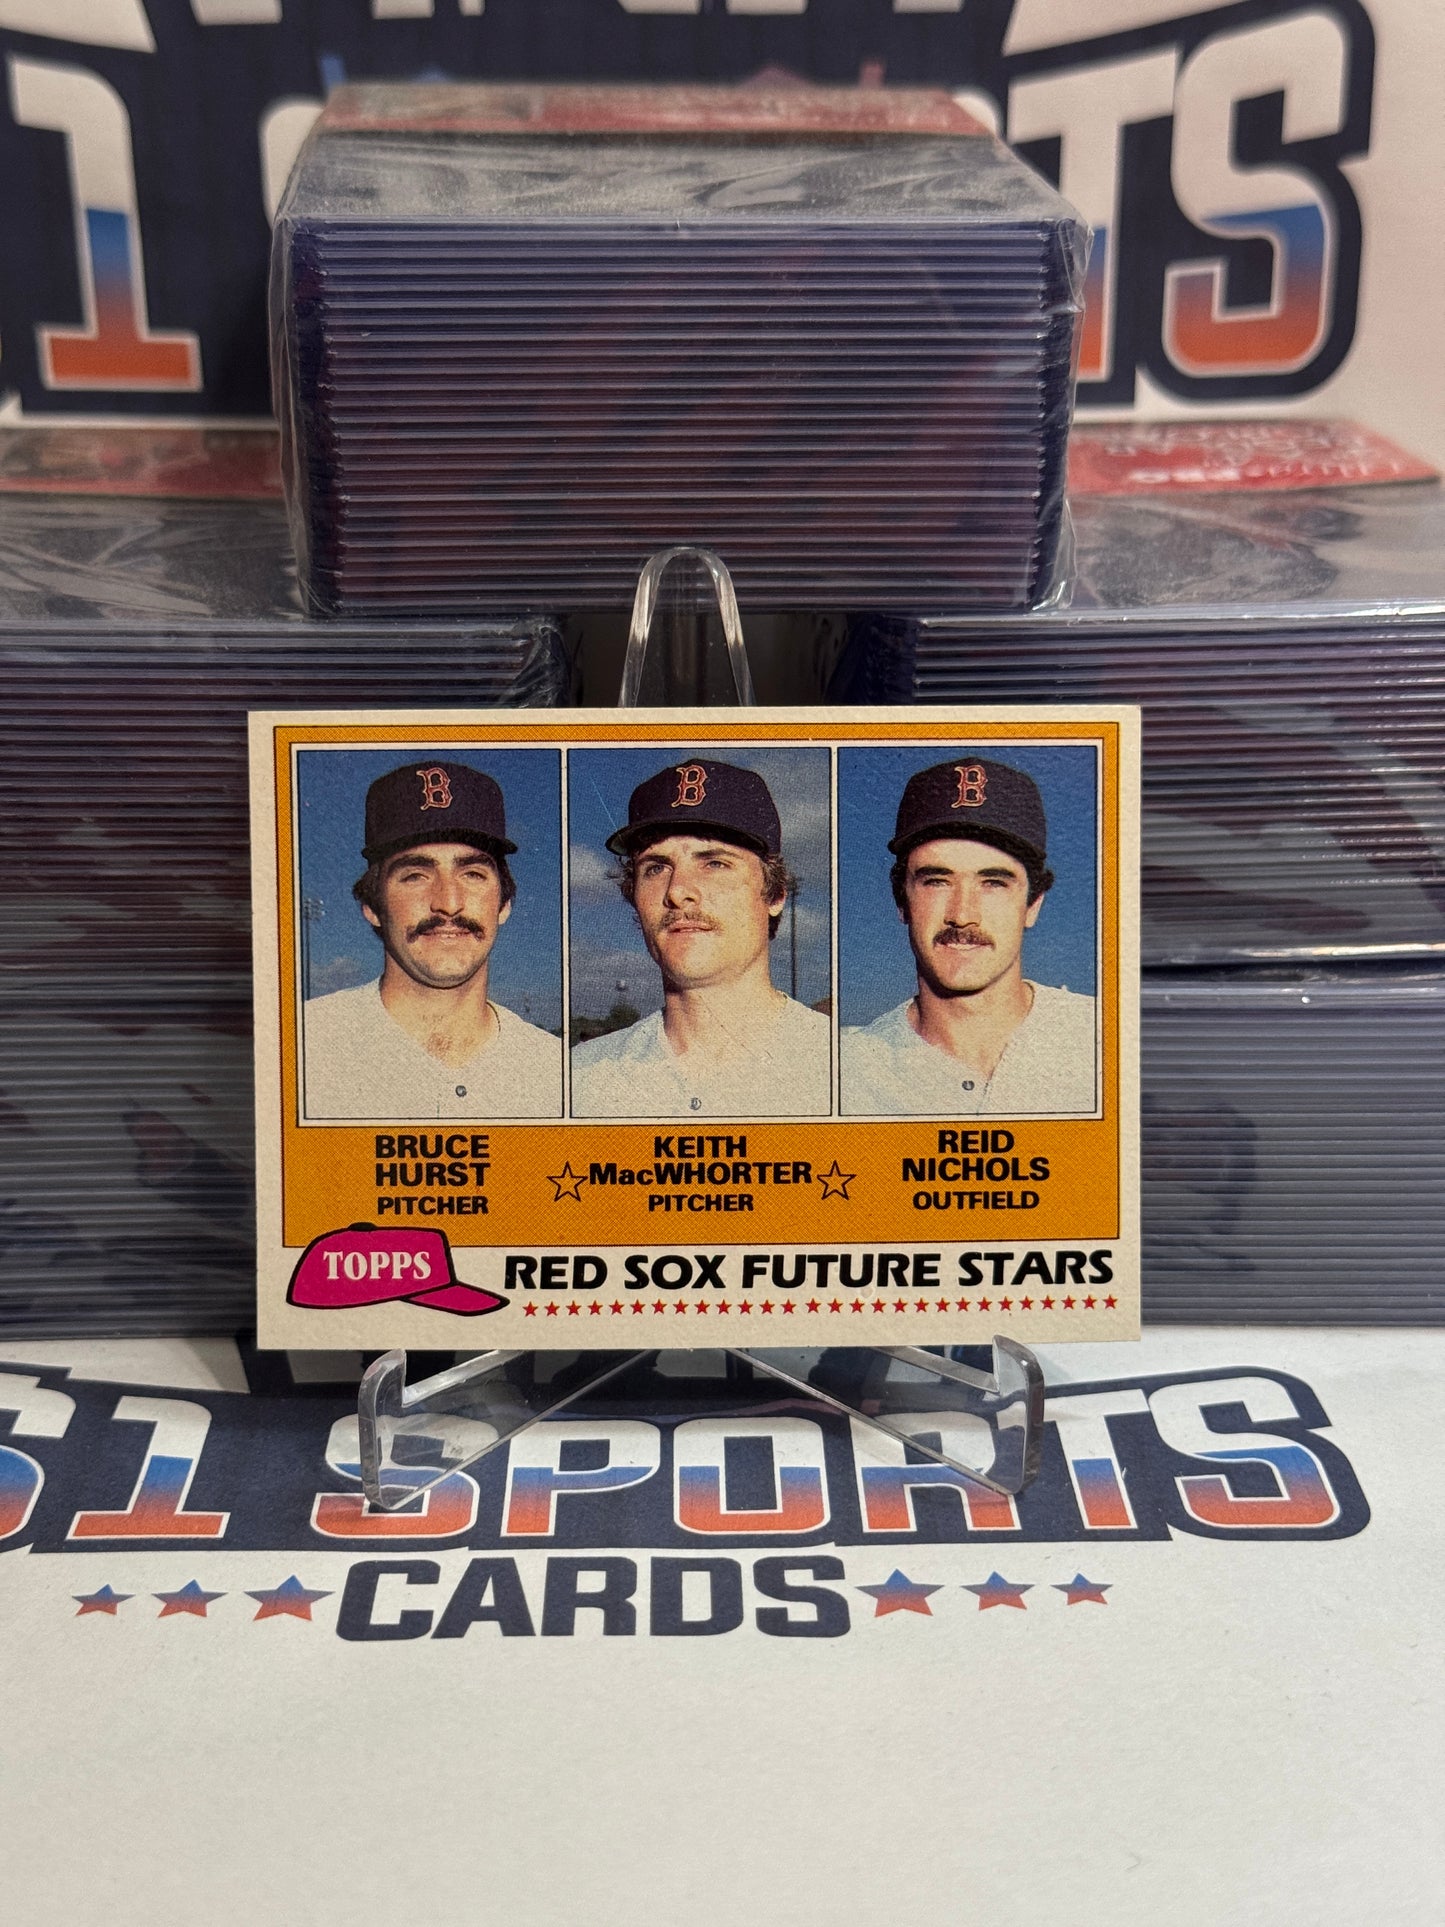 B
B
B
BRUCE
HURST
PITCHER
KEITH
MacWHORTER
PITCHER
REID
NICHOLS
OUTFIELD
TOPPS
RED SOX FUTURE STARS
SPORTS
CARDS